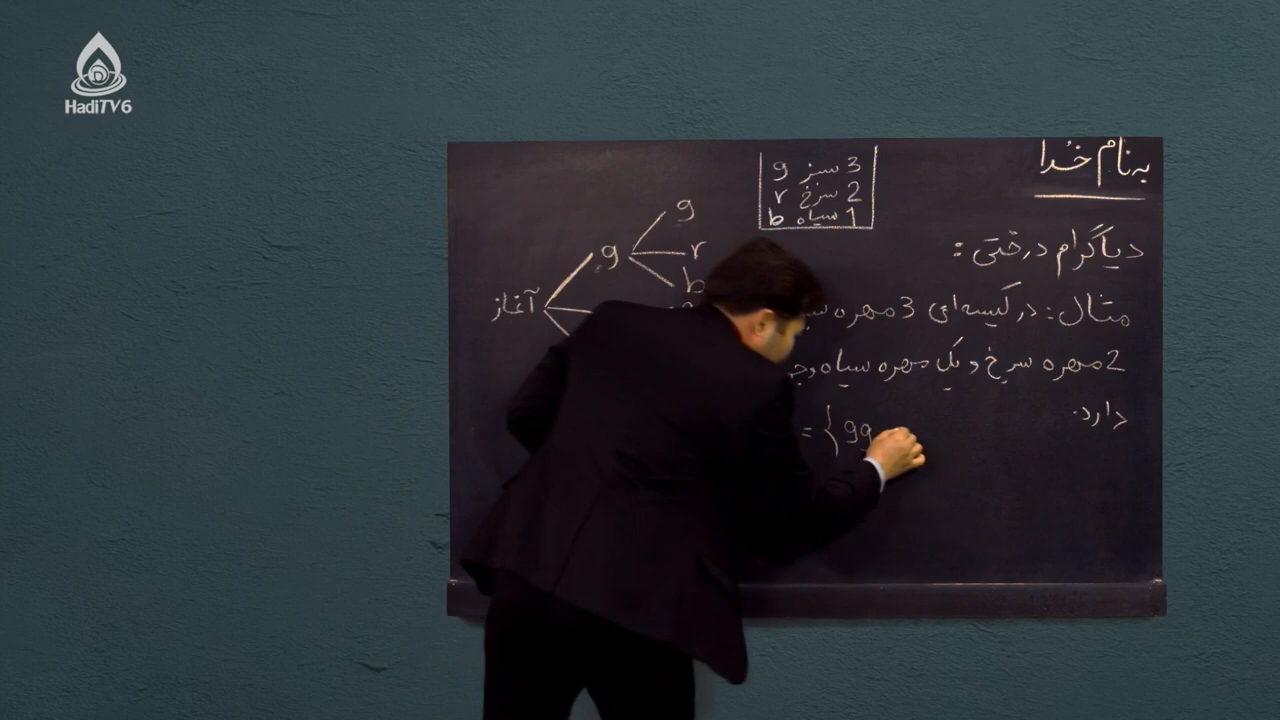 HadiTV6
به نام خُدا
3 سبز g
2 سرخ r
1 سیاه b
دیاگرام درختی :
مثال : در کیسه‌ای 3 مهره
2 مهره سرخ و یک مهره سیاه
دارد.
= { gg
آغاز
g
g
r
b